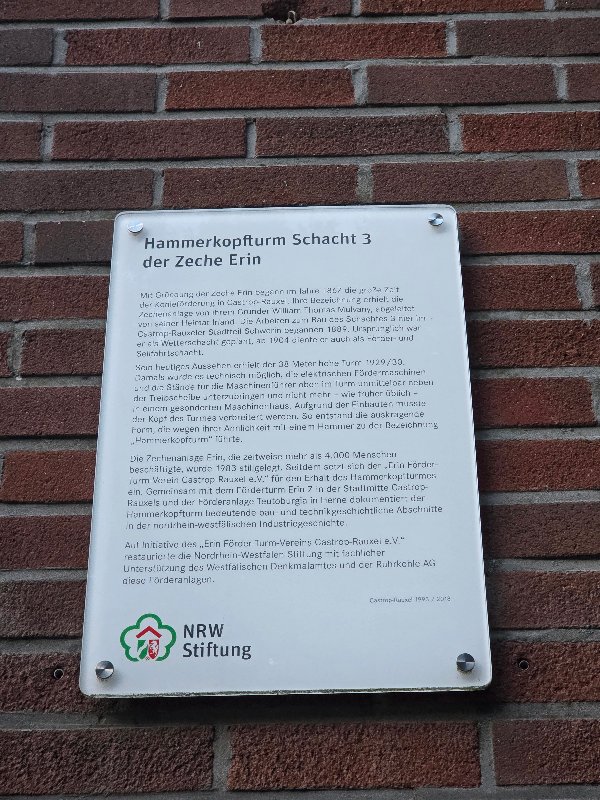 Hammerkopfturm Schacht 3
der Zeche Erin
Mit Gründung der Zeche Erin begann im Jahre 1867 die große Zeit
der Kohleförderung in Castrop-Rauxel. Ihre Bezeichnung erhielt die
Zechenanlage von ihrem Gründer William Thomas Mulvany, abgeleitet
von seiner Heimat Irland. Die Arbeiten zum Bau des Schachtes 3 hier im
Castrop-Rauxeler Stadtteil Schwerin begannen 1889. Ursprünglich war
er als Wetterschacht geplant, ab 1904 diente er auch als Förder- und
Seilfahrtschacht.
Sein heutiges Aussehen erhielt der 38 Meter hohe Turm 1929/30.
Damals wurde es technisch möglich, die elektrischen Fördermaschinen
und die Stände für die Maschinenführer oben im Turm unmittelbar neben
der Treibscheibe unterzubringen und nicht mehr – wie früher üblich –
in einem gesonderten Maschinenhaus. Aufgrund der Einbauten musste
der Kopf des Turmes verbreitert werden. So entstand die auskragende
Form, die wegen ihrer Ähnlichkeit mit einem Hammer zu der Bezeichnung
„Hammerkopfturm“ führte.
Die Zechenanlage Erin, die zeitweise mehr als 4.000 Menschen
beschäftigte, wurde 1983 stillgelegt. Seitdem setzt sich der „Erin Förder-
Turm Verein Castrop Rauxel e.V.“ für den Erhalt des Hammerkopfturmes
ein. Gemeinsam mit dem Förderturm Erin 7 in der Stadtmitte Castrop-
Rauxels und der Förderanlage Teutoburgia in Herne dokumentiert der
Hammerkopfturm bedeutende bau- und technikgeschichtliche Abschnitte
in der nordrhein-westfälischen Industriegeschichte.
Auf Initiative des „Erin Förder Turm-Vereins Castrop-Rauxel e.V.“
restaurierte die Nordrhein-Westfalen-Stiftung mit fachlicher
Unterstützung des Westfälischen Denkmalamtes und der Ruhrkohle AG
diese Förderanlagen.
Castrop-Rauxel / 2018
NRW
Stiftung